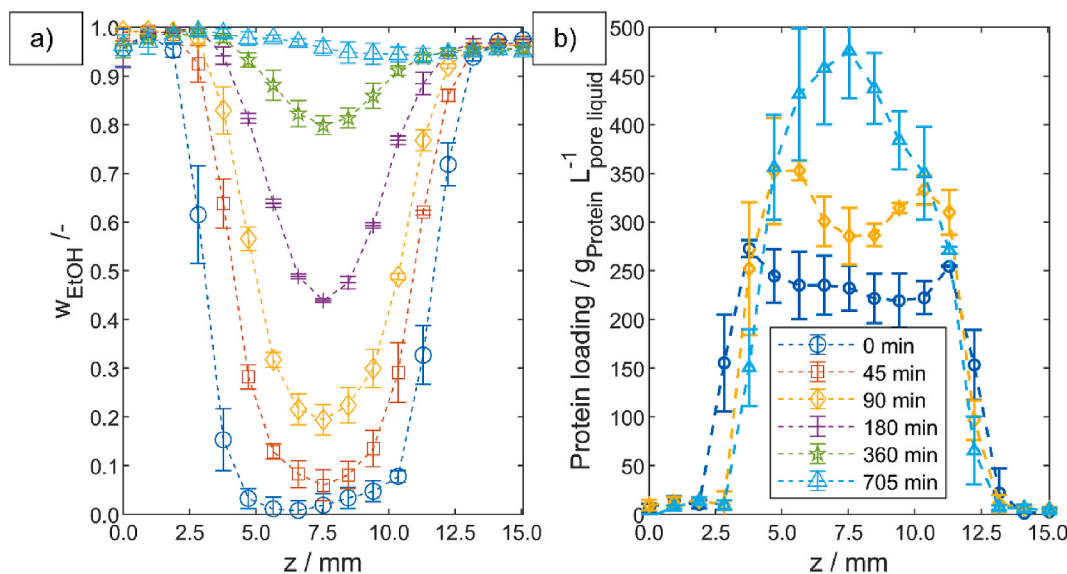 a)
1.0
0.9
0.8
0.7
0.6
0.5
0.4
0.3
0.2
0.1
0.0
w_EtOH /-
0.0 2.5 5.0 7.5 10.0 12.5 15.0
z / mm
b)
500
450
400
350
300
250
200
150
100
50
0
Protein loading / g_Protein L^-1_pore liquid
0 min
45 min
90 min
180 min
360 min
705 min
0.0 2.5 5.0 7.5 10.0 12.5 15.0
z / mm